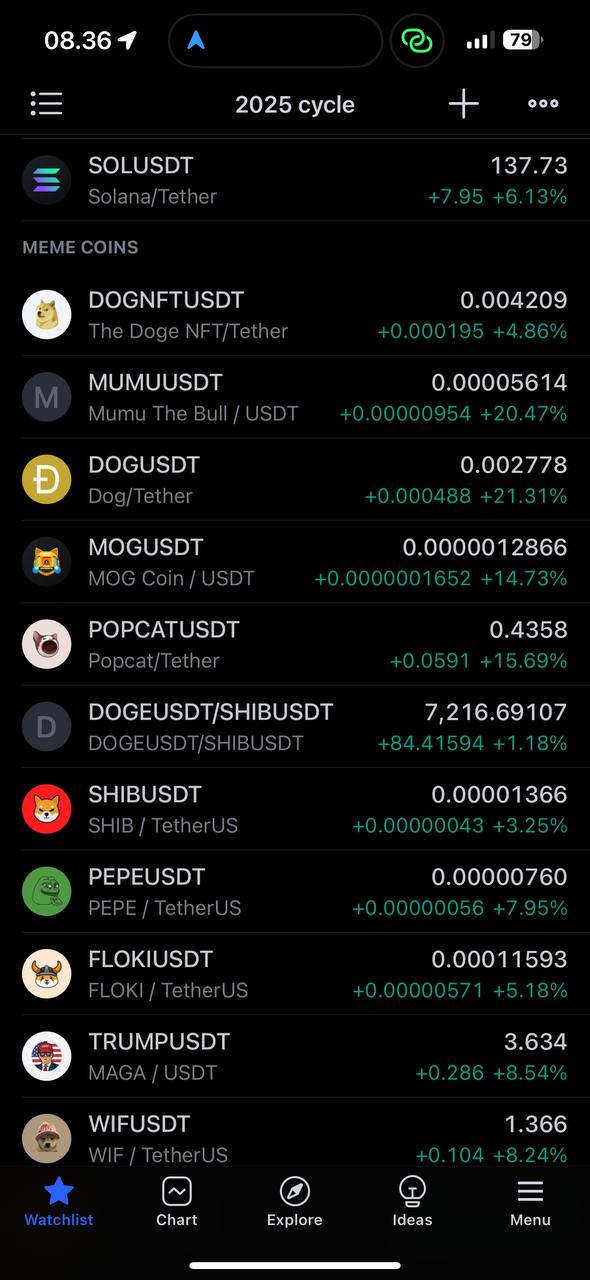 08.36
79
2025 cycle
SOLUSDT 137.73
Solana/Tether +7.95 +6.13%
MEME COINS
DOGNFTUSDT 0.004209
The Doge NFT/Tether +0.000195 +4.86%
M MUMUUSDT 0.00005614
Mumu The Bull / USDT +0.00000954 +20.47%
DOGUSDT 0.002778
Dog/Tether +0.000488 +21.31%
MOGUSDT 0.0000012866
MOG Coin / USDT +0.0000001652 +14.73%
POPCATUSDT 0.4358
Popcat/Tether +0.0591 +15.69%
D DOGEUSDT/SHIBUSDT 7,216.69107
DOGEUSDT/SHIBUSDT +84.41594 +1.18%
SHIBUSDT 0.00001366
SHIB / TetherUS +0.00000043 +3.25%
PEPEUSDT 0.00000760
PEPE / TetherUS +0.00000056 +7.95%
FLOKIUSDT 0.00011593
FLOKI / TetherUS +0.00000571 +5.18%
TRUMPUSDT 3.634
MAGA / USDT +0.286 +8.54%
WIFUSDT 1.366
WIF / TetherUS +0.104 +8.24%
Watchlist Chart Explore Ideas Menu